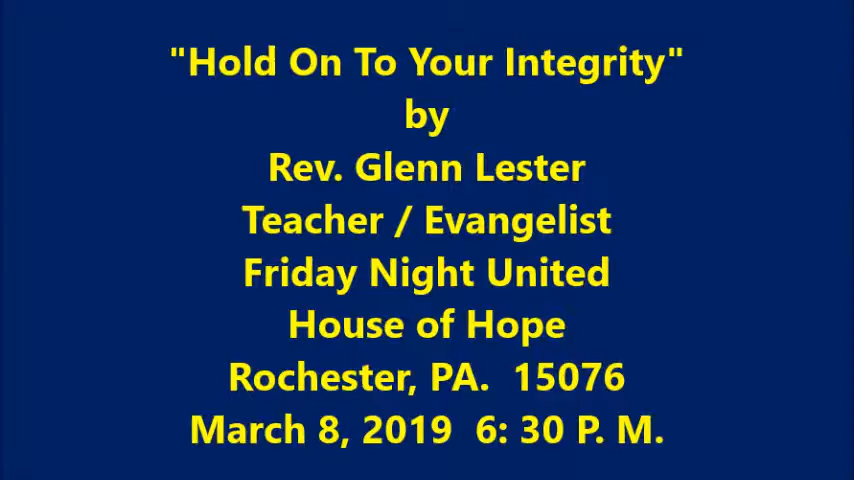 "Hold On To Your Integrity"
by
Rev. Glenn Lester
Teacher / Evangelist
Friday Night United
House of Hope
Rochester, PA.  15076
March 8, 2019  6: 30 P. M.